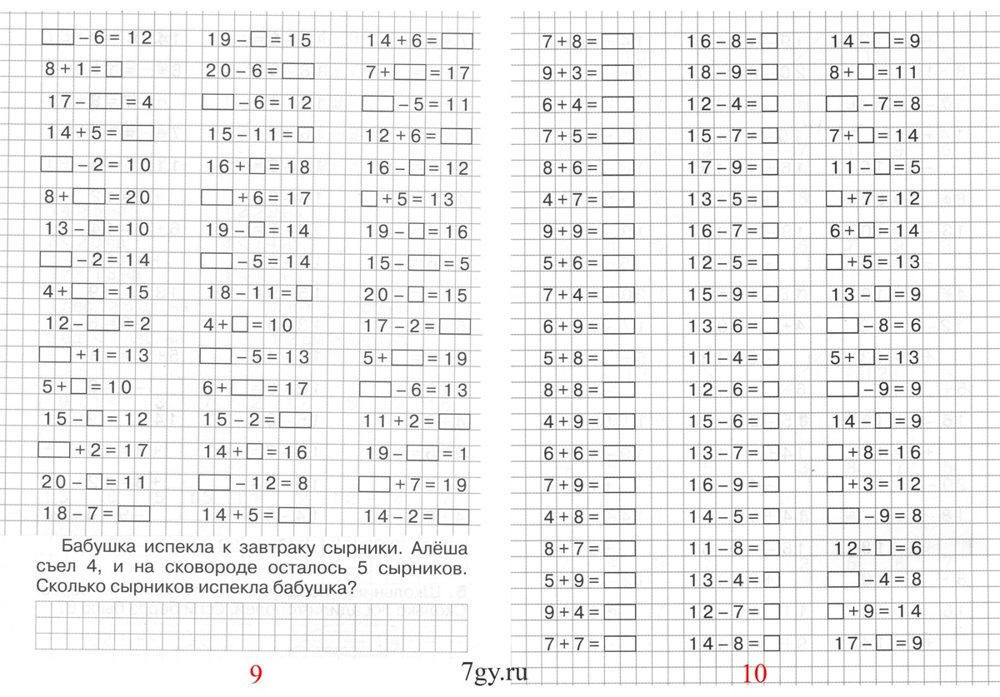 □ – 6 = 12 19 – □ = 15 14 + 6 = □
8 + 1 = □ 20 – 6 = □ 7 + □ = 17
17 – □ = 4 □ – 6 = 12 □ – 5 = 11
14 + 5 = □ 15 – 11 = □ 12 + 6 = □
□ – 2 = 10 16 + □ = 18 16 – □ = 12
8 + □ = 20 □ + 6 = 17 □ + 5 = 13
13 – □ = 10 19 – □ = 14 19 – □ = 16
□ – 2 = 14 □ – 5 = 14 15 – □ = 5
4 + □ = 15 18 – 11 = □ 20 – □ = 15
12 – □ = 2 4 + □ = 10 17 – 2 = □
□ + 1 = 13 □ – 5 = 13 5 + □ = 19
5 + □ = 10 6 + □ = 17 □ – 6 = 13
15 – □ = 12 15 – 2 = □ 11 + 2 = □
□ + 2 = 17 14 + □ = 16 19 – □ = 1
20 – □ = 11 □ – 12 = 8 □ + 7 = 19
18 – 7 = □ 14 + 5 = □ 14 – 2 = □
Бабушка испекла к завтраку сырники. Алёша
съел 4, и на сковороде осталось 5 сырников.
Сколько сырников испекла бабушка?
9
7 + 8 = □ 16 – 8 = □ 14 – □ = 9
9 + 3 = □ 18 – 9 = □ 8 + □ = 11
6 + 4 = □ 12 – 4 = □ □ – 7 = 8
7 + 5 = □ 15 – 7 = □ 7 + □ = 14
8 + 6 = □ 17 – 9 = □ 11 – □ = 5
4 + 7 = □ 13 – 5 = □ □ + 7 = 12
9 + 9 = □ 16 – 7 = □ 6 + □ = 14
5 + 6 = □ 12 – 5 = □ □ + 5 = 13
7 + 4 = □ 15 – 9 = □ 13 – □ = 9
6 + 9 = □ 13 – 6 = □ □ – 8 = 6
5 + 8 = □ 11 – 4 = □ 5 + □ = 13
8 + 8 = □ 12 – 6 = □ □ – 9 = 9
4 + 9 = □ 15 – 6 = □ 14 – □ = 9
6 + 6 = □ 13 – 7 = □ □ + 8 = 16
7 + 9 = □ 16 – 9 = □ □ + 3 = 12
4 + 8 = □ 14 – 5 = □ □ – 9 = 8
8 + 7 = □ 11 – 8 = □ 12 – □ = 6
5 + 9 = □ 13 – 4 = □ □ – 4 = 8
9 + 4 = □ 12 – 7 = □ □ + 9 = 14
7 + 7 = □ 14 – 8 = □ 17 – □ = 9
7gy.ru
10